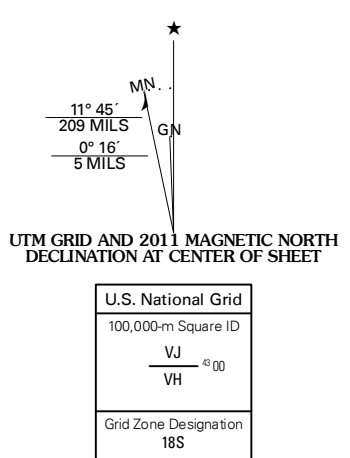 ★
MN
11° 45´
209 MILS
GN
0° 16´
5 MILS
UTM GRID AND 2011 MAGNETIC NORTH
DECLINATION AT CENTER OF SHEET
U.S. National Grid
100,000-m Square ID
VJ
43 00
VH
Grid Zone Designation
18S